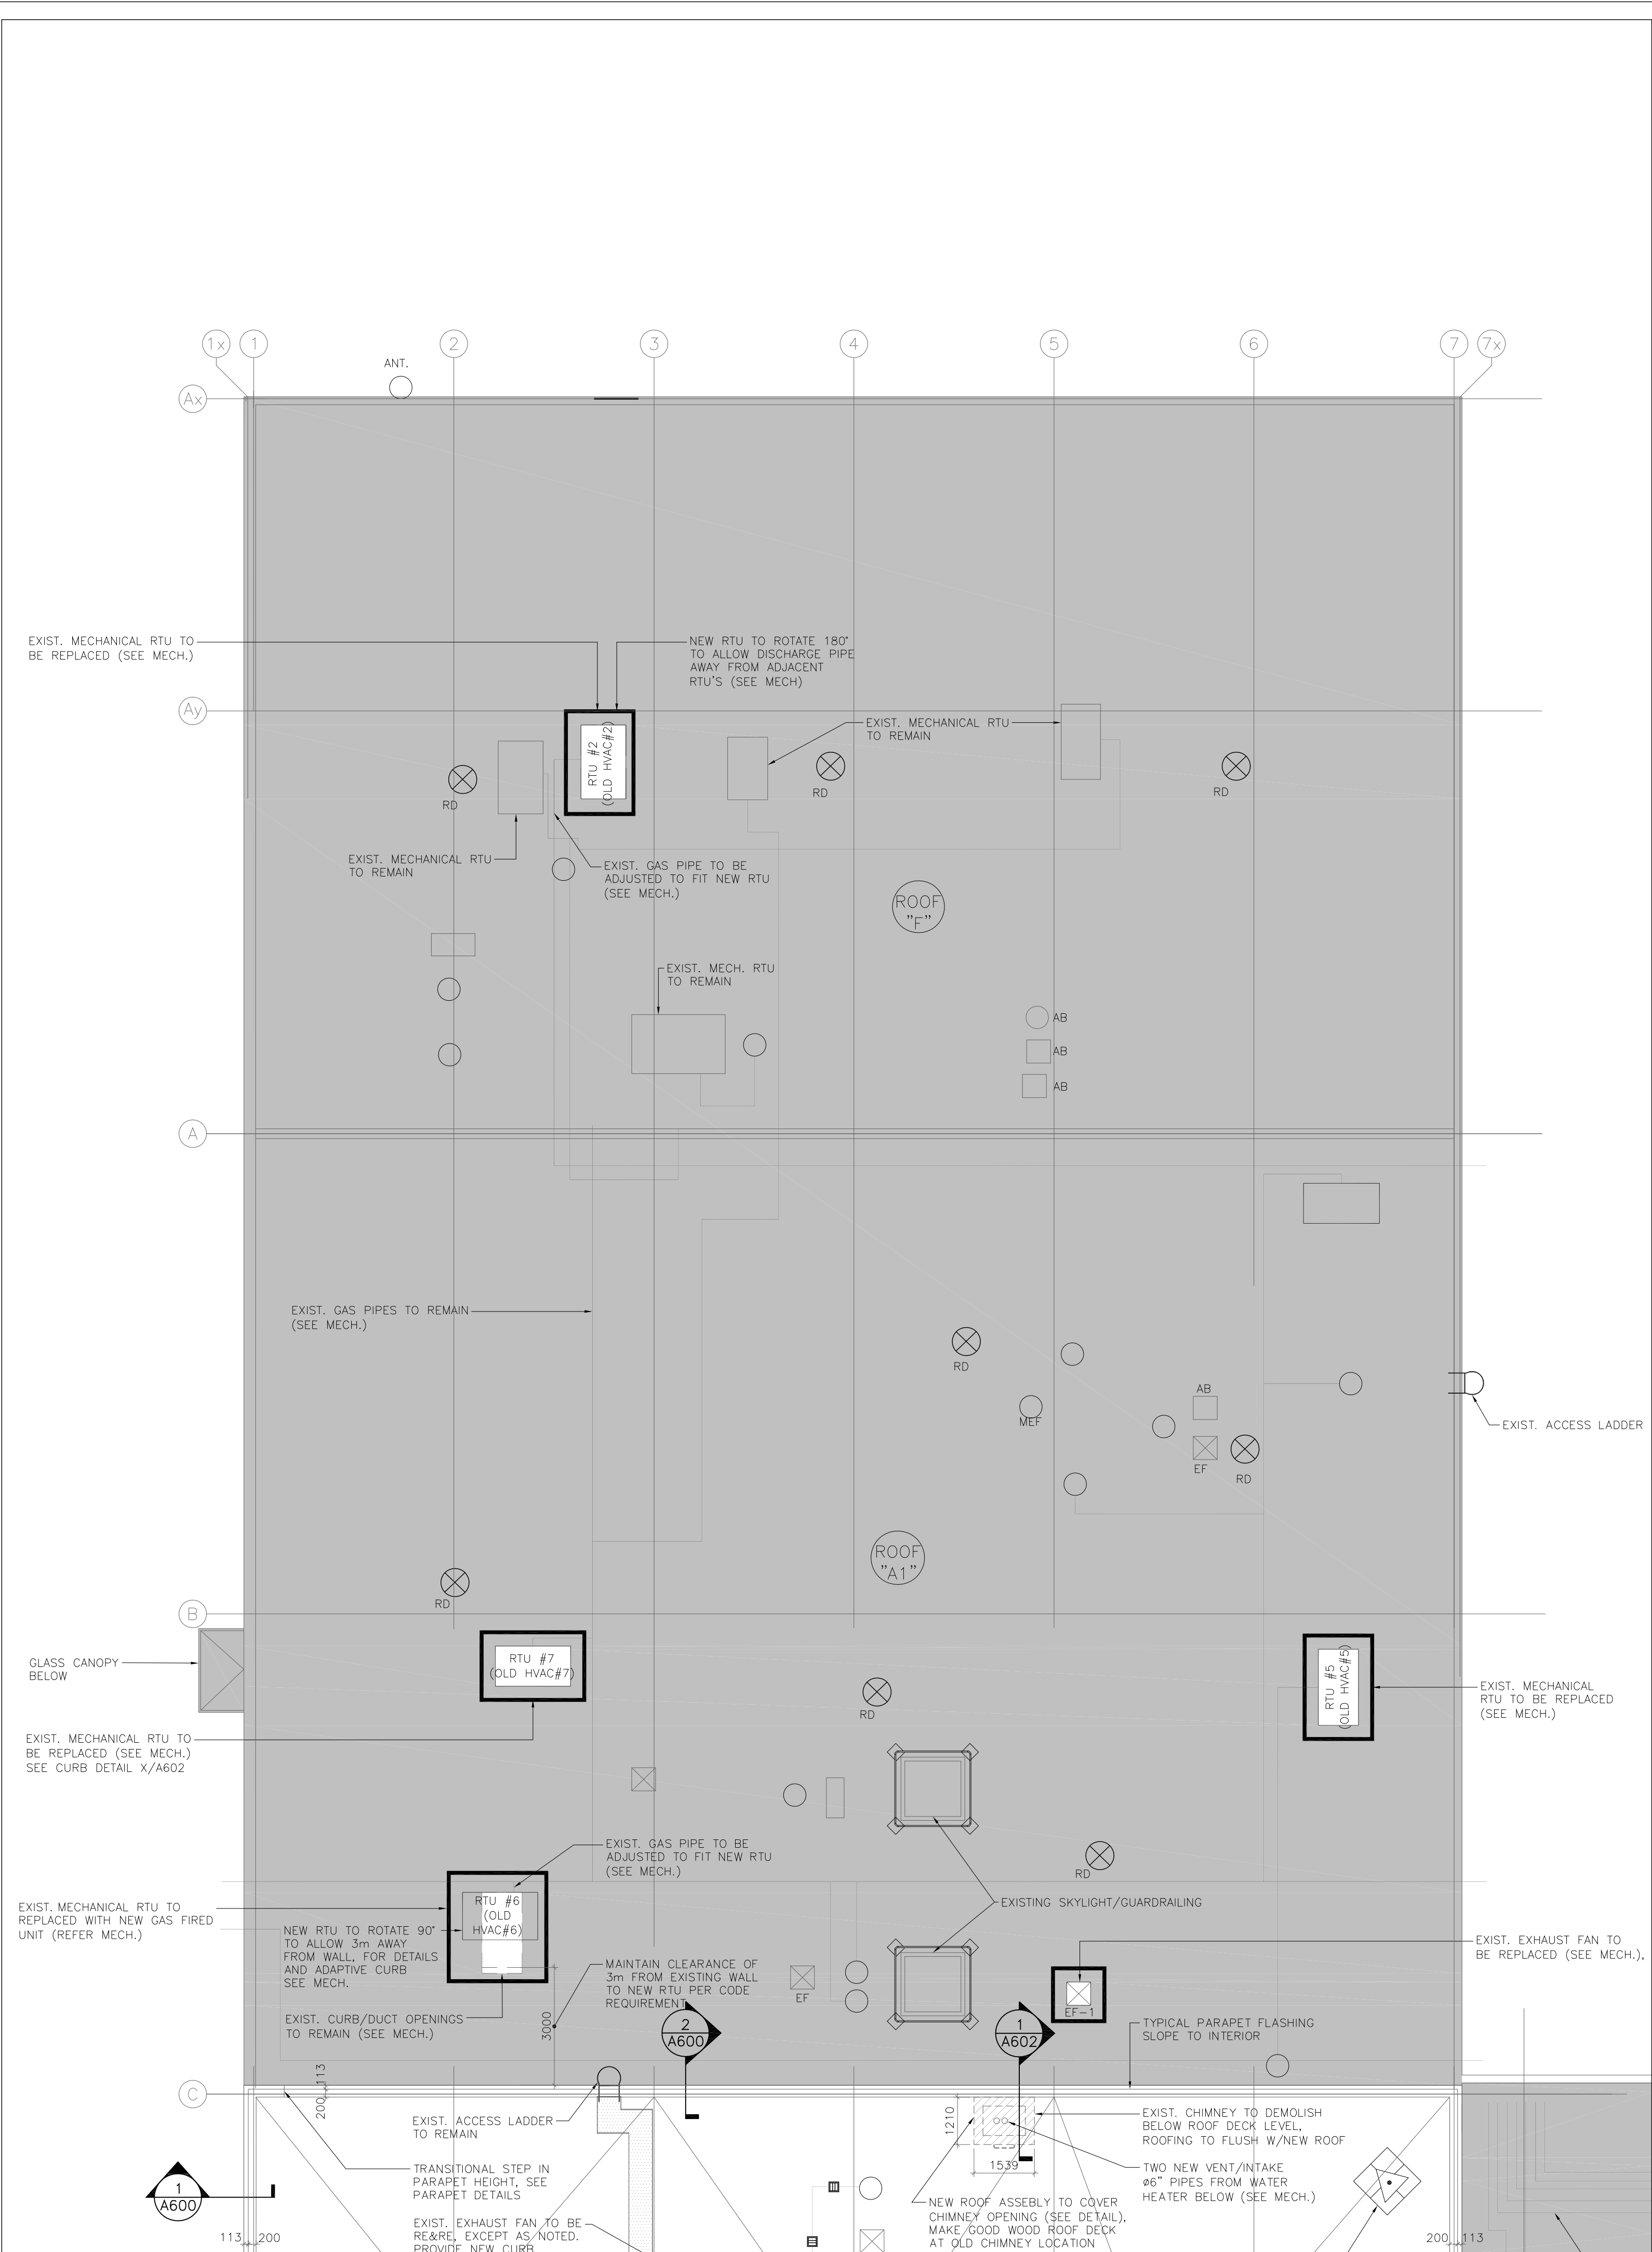 1x
1
2
3
4
5
6
7
7x
ANT.
Ax
EXIST. MECHANICAL RTU TO
BE REPLACED (SEE MECH.)
NEW RTU TO ROTATE 180°
TO ALLOW DISCHARGE PIPE
AWAY FROM ADJACENT
RTU'S (SEE MECH)
Ay
RTU #2
(OLD HVAC#2)
EXIST. MECHANICAL RTU
TO REMAIN
RD
RD
RD
EXIST. MECHANICAL RTU
TO REMAIN
EXIST. GAS PIPE TO BE
ADJUSTED TO FIT NEW RTU
(SEE MECH.)
ROOF
"F"
EXIST. MECH. RTU
TO REMAIN
AB
AB
AB
A
EXIST. GAS PIPES TO REMAIN
(SEE MECH.)
RD
MEF
AB
EF
RD
EXIST. ACCESS LADDER
ROOF
"A1"
RD
B
GLASS CANOPY
BELOW
RTU #7
(OLD HVAC#7)
RTU #5
(OLD HVAC#5)
RD
EXIST. MECHANICAL
RTU TO BE REPLACED
(SEE MECH.)
EXIST. MECHANICAL RTU TO
BE REPLACED (SEE MECH.)
SEE CURB DETAIL X/A602
EXIST. GAS PIPE TO BE
ADJUSTED TO FIT NEW RTU
(SEE MECH.)
RD
EXISTING SKYLIGHT/GUARDRAILING
EXIST. MECHANICAL RTU TO
REPLACED WITH NEW GAS FIRED
UNIT (REFER MECH.)
RTU #6
(OLD
HVAC#6)
NEW RTU TO ROTATE 90°
TO ALLOW 3m AWAY
FROM WALL, FOR DETAILS
AND ADAPTIVE CURB
SEE MECH.
EXIST. EXHAUST FAN TO
BE REPLACED (SEE MECH.),
MAINTAIN CLEARANCE OF
3m FROM EXISTING WALL
TO NEW RTU PER CODE
REQUIREMENT
EF
EF-1
EXIST. CURB/DUCT OPENINGS
TO REMAIN (SEE MECH.)
3000
2
A600
1
A602
TYPICAL PARAPET FLASHING
SLOPE TO INTERIOR
C
200 113
EXIST. ACCESS LADDER
TO REMAIN
1210
1539
EXIST. CHIMNEY TO DEMOLISH
BELOW ROOF DECK LEVEL,
ROOFING TO FLUSH W/NEW ROOF
TRANSITIONAL STEP IN
PARAPET HEIGHT, SEE
PARAPET DETAILS
TWO NEW VENT/INTAKE
ø6" PIPES FROM WATER
HEATER BELOW (SEE MECH.)
1
A600
NEW ROOF ASSEBLY TO COVER
CHIMNEY OPENING (SEE DETAIL),
MAKE GOOD WOOD ROOF DECK
AT OLD CHIMNEY LOCATION
113 200
EXIST. EXHAUST FAN TO BE
RE&RE, EXCEPT AS NOTED.
PROVIDE NEW CURB
200 113